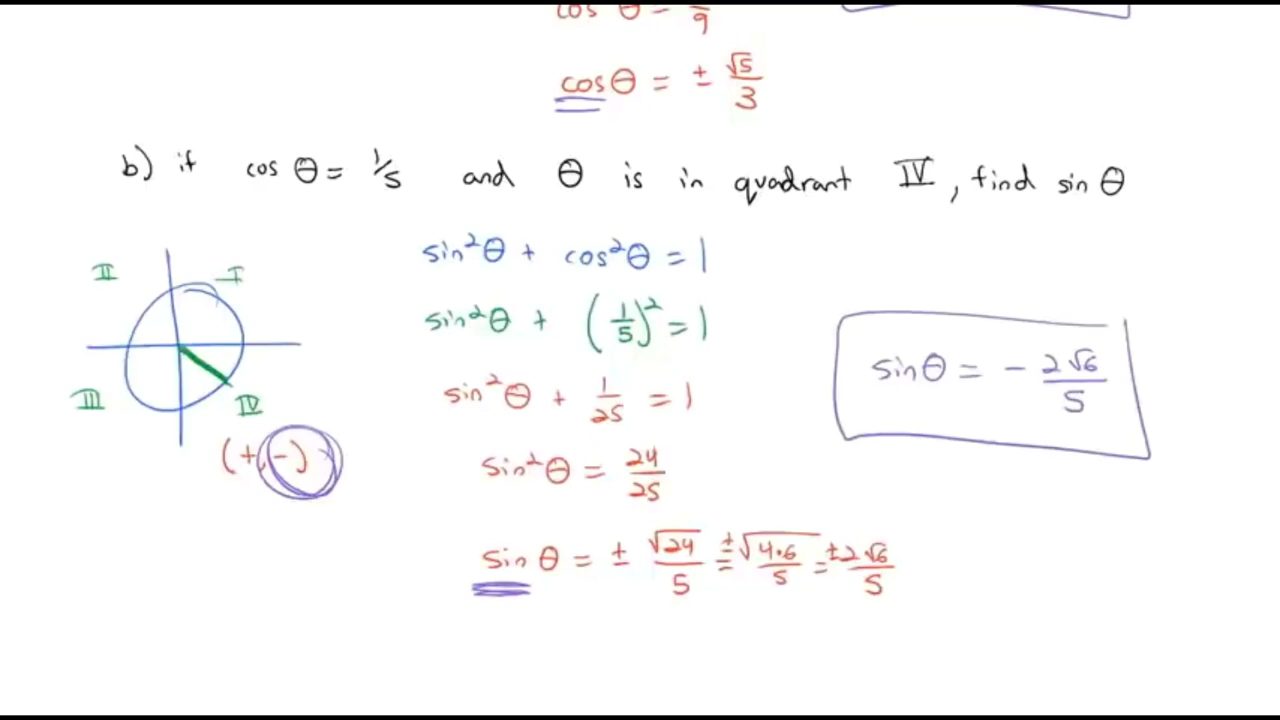 cos θ = /9
cosθ = ± √5/3
b) if cos θ = 1/5 and θ is in quadrant IV, find sin θ
sin²θ + cos²θ = 1
II I
sin²θ + (1/5)² = 1
sinθ = - 2√6/5
III IV
sin²θ + 1/25 = 1
(+,-)
sin²θ = 24/25
sin θ = ± √24/5 = ± √4·6/5 = ± 2√6/5